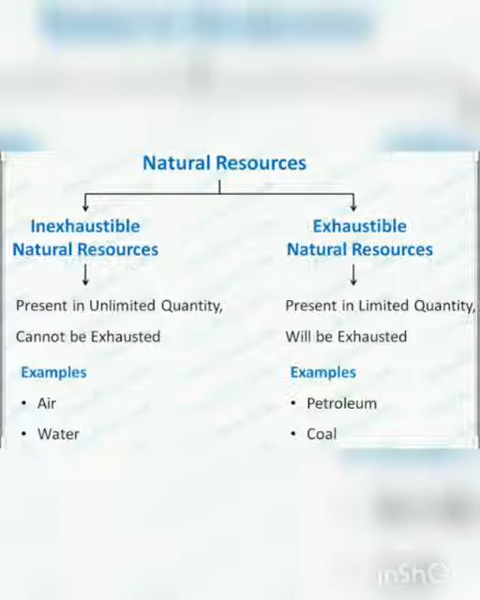 Natural Resources
Inexhaustible
Natural Resources
Present in Unlimited Quantity,
Cannot be Exhausted
Examples
• Air
• Water
Exhaustible
Natural Resources
Present in Limited Quantity,
Will be Exhausted
Examples
• Petroleum
• Coal